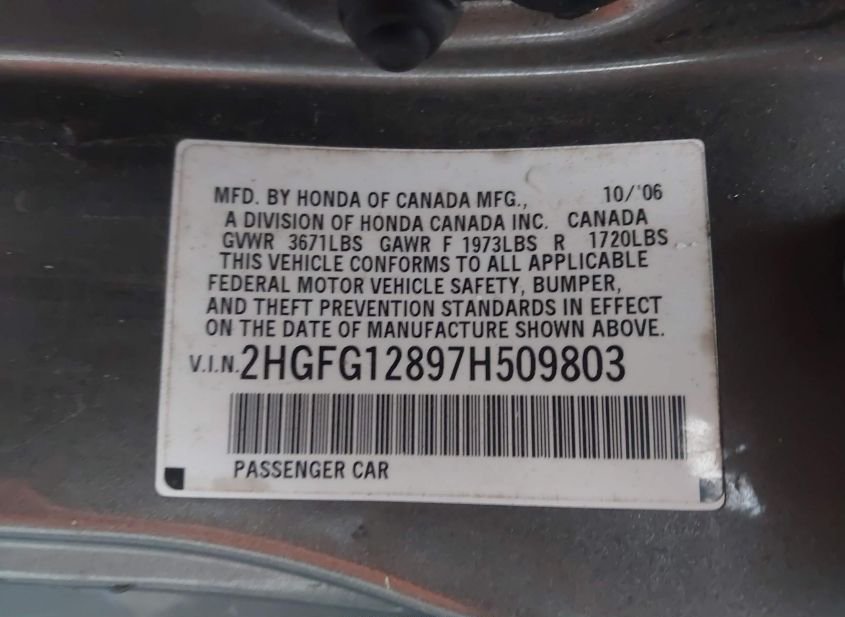 MFD. BY HONDA OF CANADA MFG., 10/'06
A DIVISION OF HONDA CANADA INC. CANADA
GVWR 3671LBS GAWR F 1973LBS R 1720LBS
THIS VEHICLE CONFORMS TO ALL APPLICABLE
FEDERAL MOTOR VEHICLE SAFETY, BUMPER,
AND THEFT PREVENTION STANDARDS IN EFFECT
ON THE DATE OF MANUFACTURE SHOWN ABOVE.
V.I.N. 2HGFG12897H509803
PASSENGER CAR